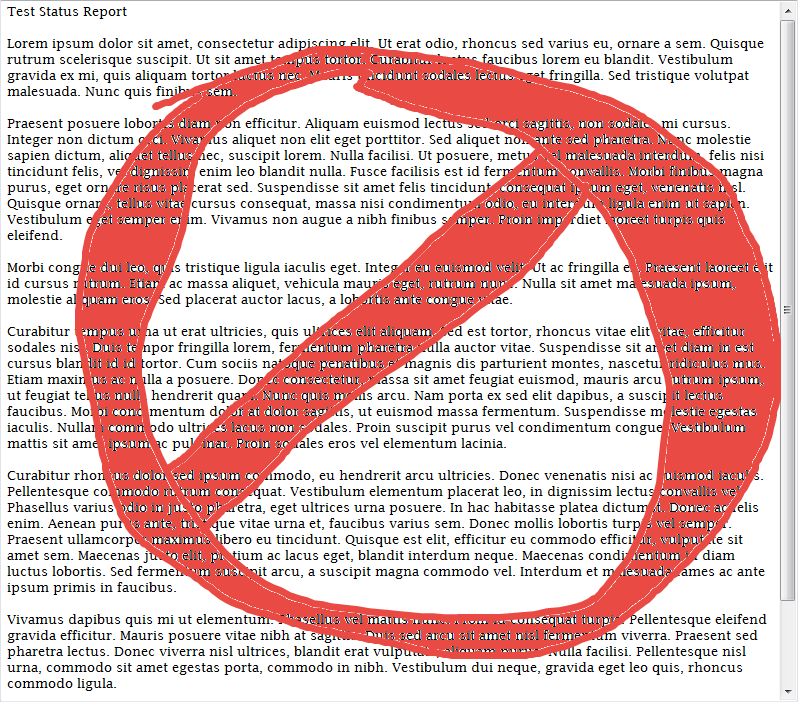 Test Status Report
Lorem ipsum dolor sit amet, consectetur adipiscing elit. Ut erat odio, rhoncus sed varius eu, ornare a sem. Quisque
rutrum scelerisque suscipit. Ut sit amet tempus tortor. Curabitur lectus faucibus lorem eu blandit. Vestibulum
gravida ex mi, quis aliquam tortor luctus nec. Mauris tincidunt sodales lectus eget fringilla. Sed tristique volutpat
malesuada. Nunc quis finibus sem.
Praesent posuere lobortis diam non efficitur. Aliquam euismod lectus sed orci sagittis, non sodales mi cursus.
Integer non dictum orci. Vivamus aliquet non elit eget porttitor. Sed aliquet non ante sed pharetra. Nunc molestie
sapien dictum, aliquet tellus nec, suscipit lorem. Nulla facilisi. Ut posuere, metus vel malesuada interdum, felis nisi
tincidunt felis, vel dignissim enim leo blandit nulla. Fusce facilisis est id fermentum convallis. Morbi finibus magna
purus, eget ornare risus placerat sed. Suspendisse sit amet felis tincidunt, consequat ipsum eget, venenatis nisl.
Quisque ornare tellus vitae cursus consequat, massa nisi condimentum odio, eu interdum ligula enim ut sapien.
Vestibulum eget semper enim. Vivamus non augue a nibh finibus semper. Proin imperdiet laoreet turpis quis
eleifend.
Morbi congue dui leo, quis tristique ligula iaculis eget. Integer eu euismod velit. Ut ac fringilla ex. Praesent laoreet elit
id cursus rutrum. Etiam ac massa aliquet, vehicula mauris eget, rutrum nunc. Nulla sit amet malesuada ipsum,
molestie aliquam eros. Sed placerat auctor lacus, a lobortis ante congue vitae.
Curabitur tempus urna ut erat ultricies, quis ultrices elit aliquam. Sed est tortor, rhoncus vitae elit vitae, efficitur
sodales nisi. Duis tempor fringilla lorem, fermentum pharetra nulla auctor vitae. Suspendisse sit amet diam in est
cursus blandit id id tortor. Cum sociis natoque penatibus et magnis dis parturient montes, nascetur ridiculus mus.
Etiam maximus ac nulla a posuere. Donec consectetur, massa sit amet feugiat euismod, mauris arcu rutrum ipsum,
ut feugiat tellus nulla hendrerit quam. Nunc quis mollis arcu. Nam porta ex sed elit dapibus, a suscipit lectus
faucibus. Morbi condimentum dolor at dolor sagittis, ut euismod massa fermentum. Suspendisse molestie egestas
iaculis. Nullam commodo ultrices lacus non sodales. Proin suscipit purus vel condimentum congue. Vestibulum
mattis sit amet ipsum ac pulvinar. Proin sodales eros vel elementum lacinia.
Curabitur rhoncus dolor sed ipsum commodo, eu hendrerit arcu ultricies. Donec venenatis nisi ac euismod iaculis.
Pellentesque commodo rutrum consequat. Vestibulum elementum placerat leo, in dignissim lectus convallis vel.
Phasellus varius odio in justo pharetra, eget ultrices urna posuere. In hac habitasse platea dictumst. Donec ac felis
enim. Aenean purus ante, tristique vitae urna et, faucibus varius sem. Donec mollis lobortis turpis vel semper.
Praesent ullamcorper maximus libero eu tincidunt. Quisque est elit, efficitur eu commodo efficitur, vulputate sit
amet sem. Maecenas justo elit, pretium ac lacus eget, blandit interdum neque. Maecenas condimentum et diam
luctus lobortis. Sed fermentum suscipit arcu, a suscipit magna commodo vel. Interdum et malesuada fames ac ante
ipsum primis in faucibus.
Vivamus dapibus quis mi ut elementum. Phasellus vel mattis nunc. Nam id consequat turpis. Pellentesque eleifend
gravida efficitur. Mauris posuere vitae nibh at sagittis. Duis sed arcu sit amet nisl fermentum viverra. Praesent sed
pharetra lectus. Donec viverra nisl ultrices, blandit erat vulputate, elementum purus. Nulla facilisi. Pellentesque nisl
urna, commodo sit amet egestas porta, commodo in nibh. Vestibulum dui neque, gravida eget leo quis, rhoncus
commodo ligula.